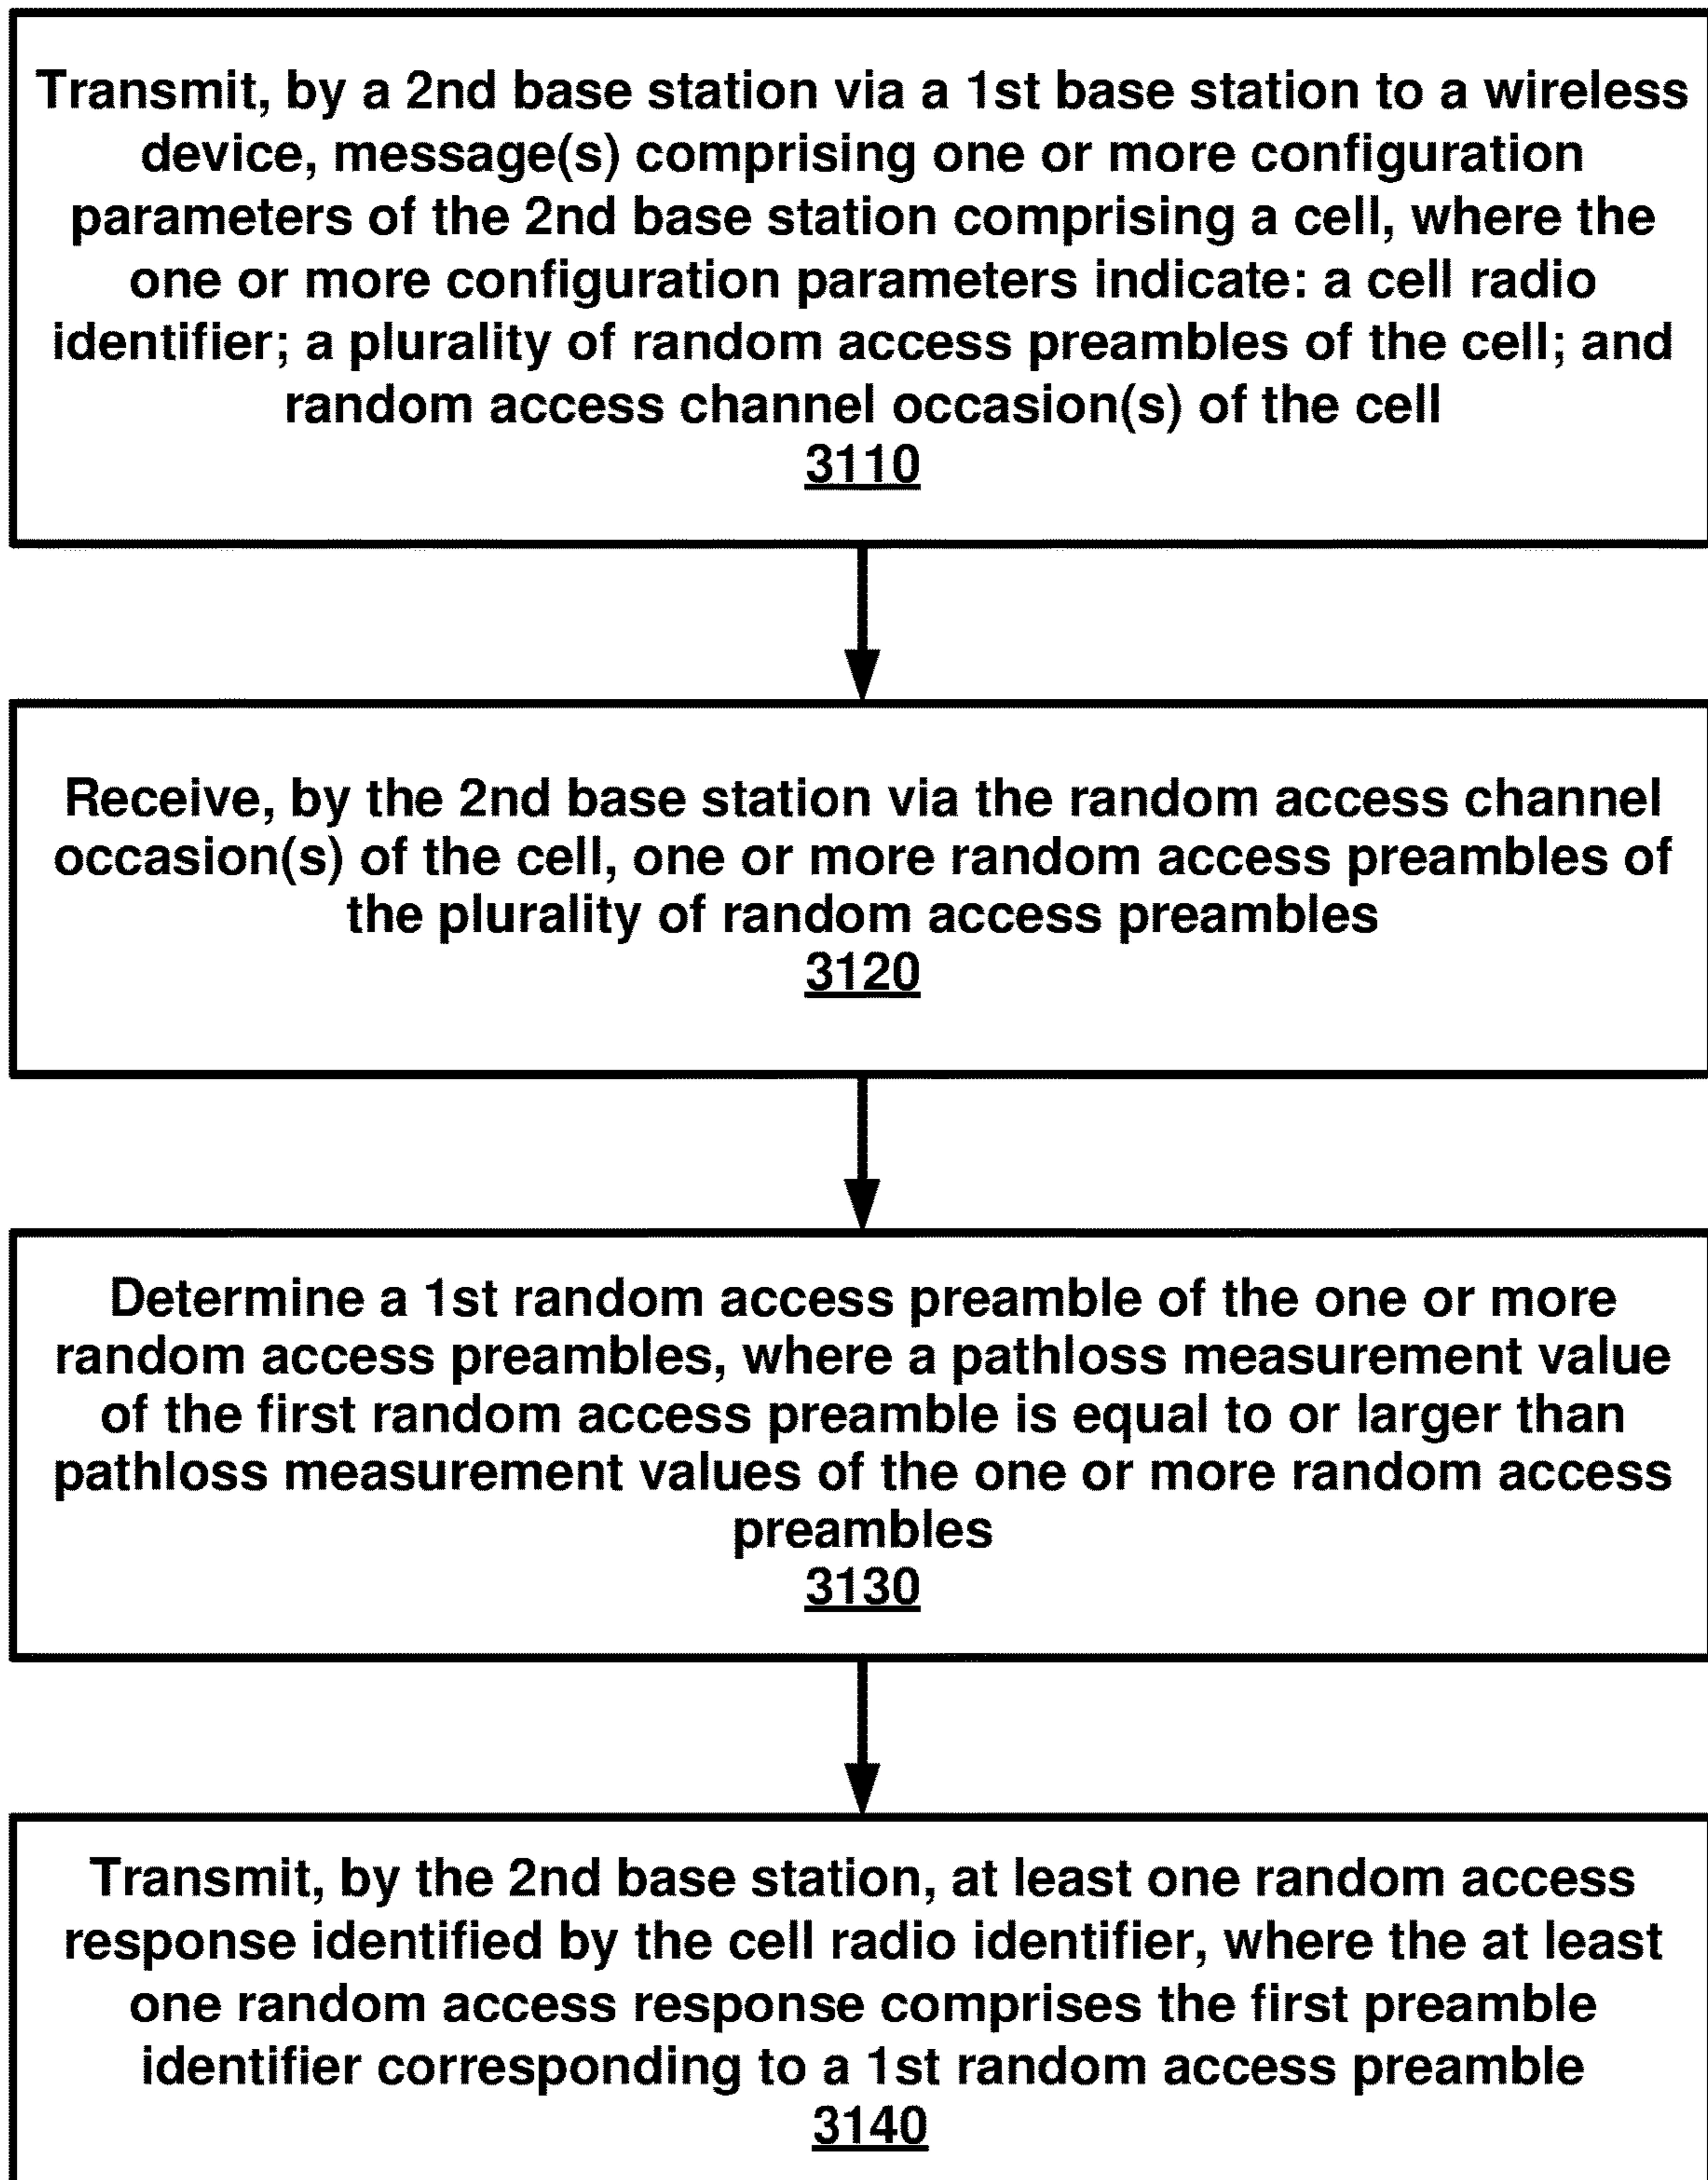 Transmit, by a 2nd base station via a 1st base station to a wireless
device, message(s) comprising one or more configuration
parameters of the 2nd base station comprising a cell, where the
one or more configuration parameters indicate: a cell radio
identifier; a plurality of random access preambles of the cell; and
random access channel occasion(s) of the cell
3110
Receive, by the 2nd base station via the random access channel
occasion(s) of the cell, one or more random access preambles of
the plurality of random access preambles
3120
Determine a 1st random access preamble of the one or more
random access preambles, where a pathloss measurement value
of the first random access preamble is equal to or larger than
pathloss measurement values of the one or more random access
preambles
3130
Transmit, by the 2nd base station, at least one random access
response identified by the cell radio identifier, where the at least
one random access response comprises the first preamble
identifier corresponding to a 1st random access preamble
3140